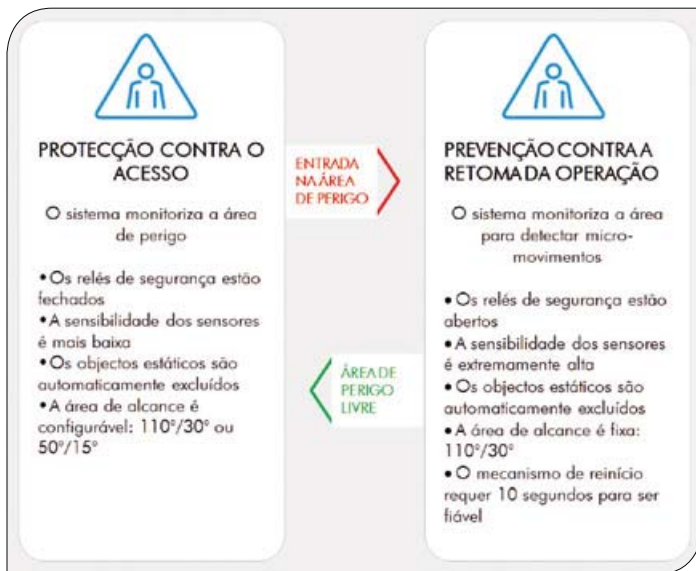 PROTECÇÃO CONTRA O
ACESSO
O sistema monitoriza a área
de perigo
• Os relés de segurança estão
fechados
• A sensibilidade dos sensores
é mais baixa
• Os objectos estáticos são
automaticamente excluídos
• A área de alcance é
configurável: 110°/30° ou
50°/15°
ENTRADA
NA ÁREA
DE PERIGO
ÁREA DE
PERIGO
LIVRE
PREVENÇÃO CONTRA A
RETOMA DA OPERAÇÃO
O sistema monitoriza a área
para detectar micro-
movimentos
• Os relés de segurança estão
abertos
• A sensibilidade dos sensores
é extremamente alta
• Os objectos estáticos são
automaticamente excluídos
• A área de alcance é fixa:
110°/30°
• O mecanismo de reinício
requer 10 segundos para ser
fiável